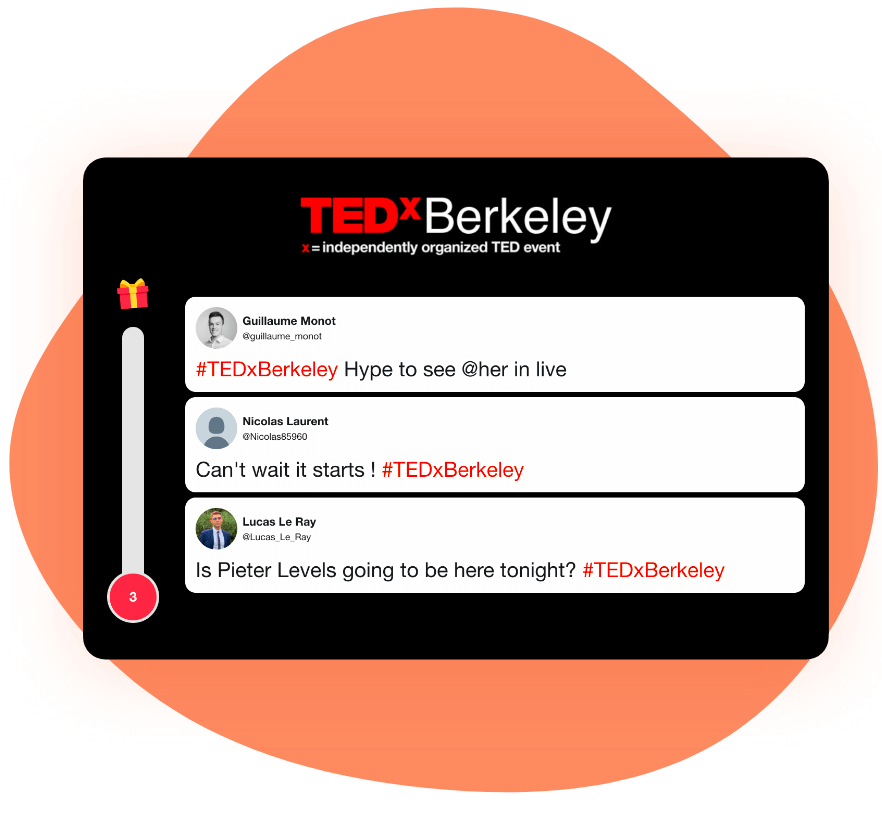 TEDxBerkeley
x = independently organized TED event
Guillaume Monot
@guillaume_monot
#TEDxBerkeley Hype to see @her in live
Nicolas Laurent
@Nicolas85960
Can't wait it starts ! #TEDxBerkeley
Lucas Le Ray
@Lucas_Le_Ray
Is Pieter Levels going to be here tonight? #TEDxBerkeley
3